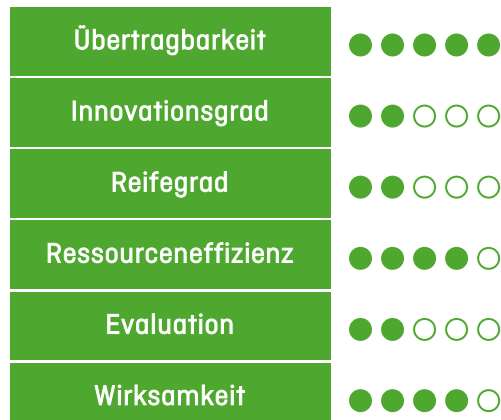 Übertragbarkeit
Innovationsgrad
Reifegrad
Ressourceneffizienz
Evaluation
Wirksamkeit